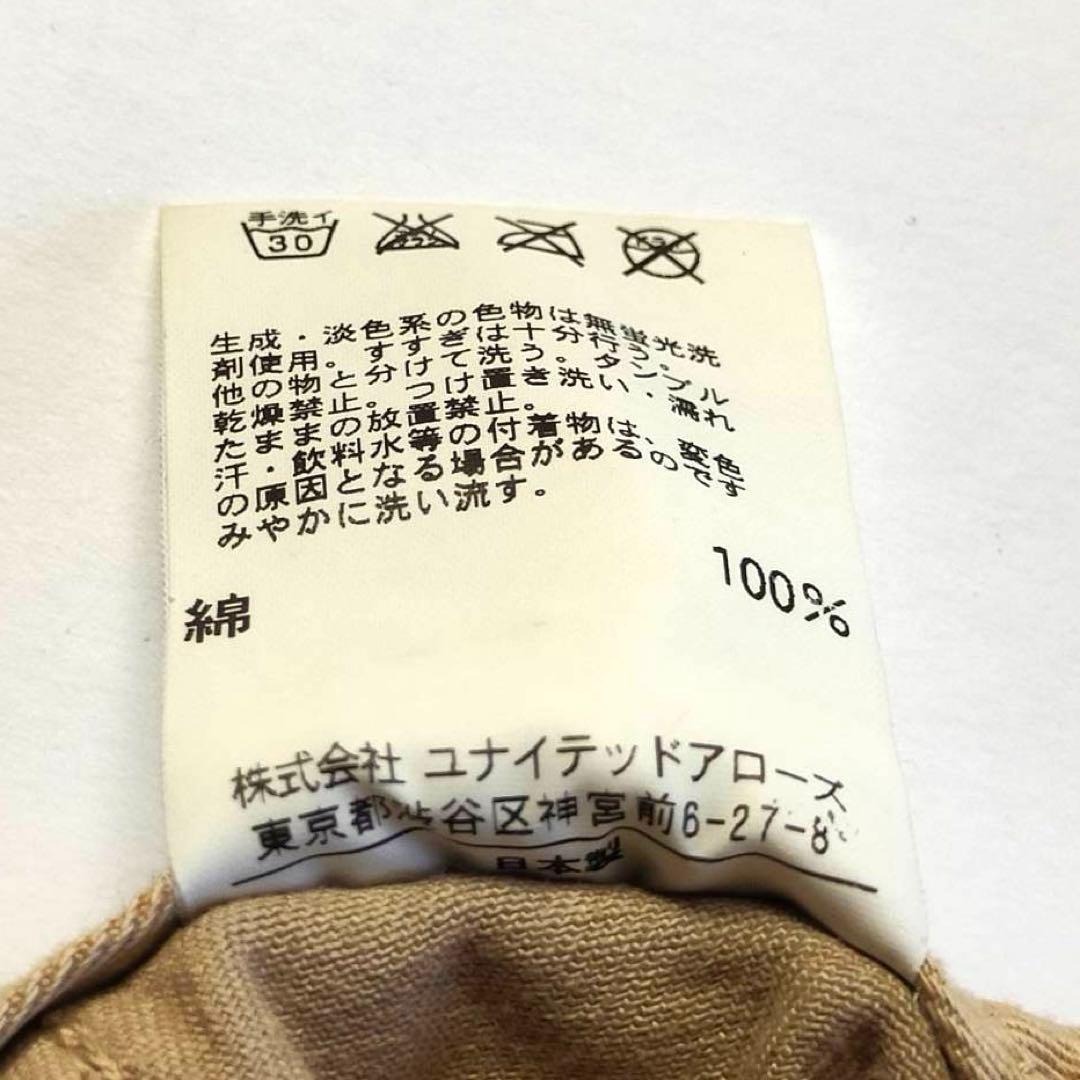 手洗イ
30
生成・淡色系の色物は無蛍光洗
剤使用。すすぎは十分行う。
他の物と分けて洗う。タンブル
乾燥禁止。つけ置き洗い・濡れ
たままの放置禁止。
汗・飲料水等の付着物は、変色
の原因となる場合があるのです
みやかに洗い流す。
綿 100%
株式会社 ユナイテッドアローズ
東京都渋谷区神宮前6-27-8
日本製